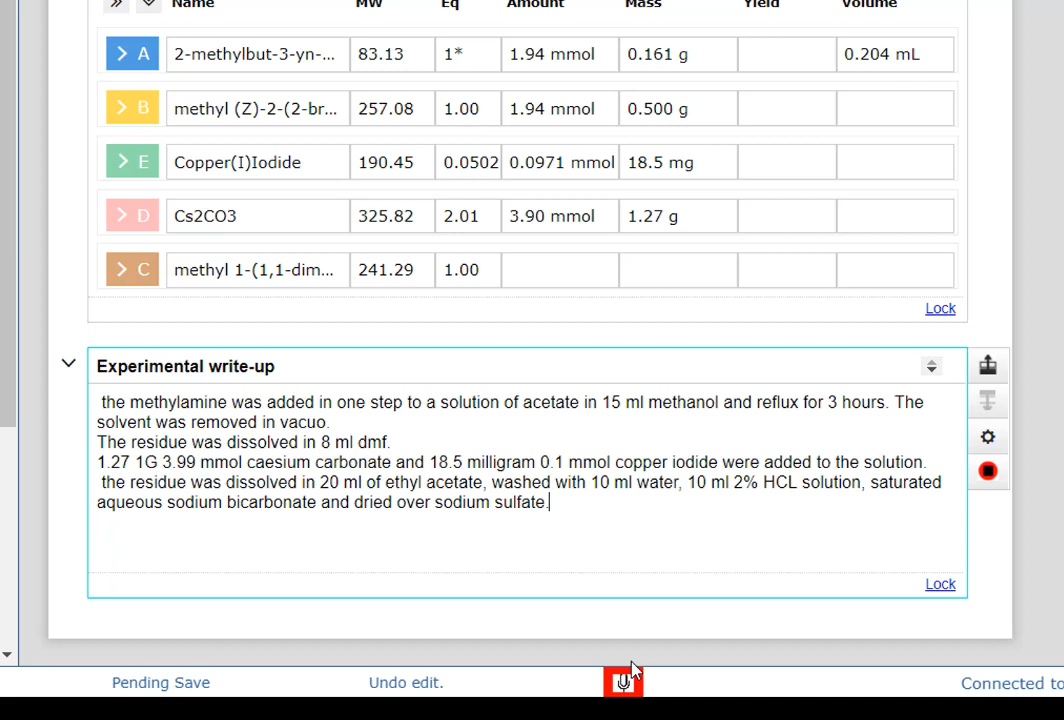 Name MW Eq Amount Mass Yield Volume
A 2-methylbut-3-yn-... 83.13 1* 1.94 mmol 0.161 g 0.204 mL
B methyl (Z)-2-(2-br... 257.08 1.00 1.94 mmol 0.500 g
E Copper(I)Iodide 190.45 0.0502 0.0971 mmol 18.5 mg
D Cs2CO3 325.82 2.01 3.90 mmol 1.27 g
C methyl 1-(1,1-dim... 241.29 1.00
Lock
Experimental write-up
the methylamine was added in one step to a solution of acetate in 15 ml methanol and reflux for 3 hours. The
solvent was removed in vacuo.
The residue was dissolved in 8 ml dmf.
1.27 1G 3.99 mmol caesium carbonate and 18.5 milligram 0.1 mmol copper iodide were added to the solution.
the residue was dissolved in 20 ml of ethyl acetate, washed with 10 ml water, 10 ml 2% HCL solution, saturated
aqueous sodium bicarbonate and dried over sodium sulfate.
Lock
Pending Save Undo edit. Connected to